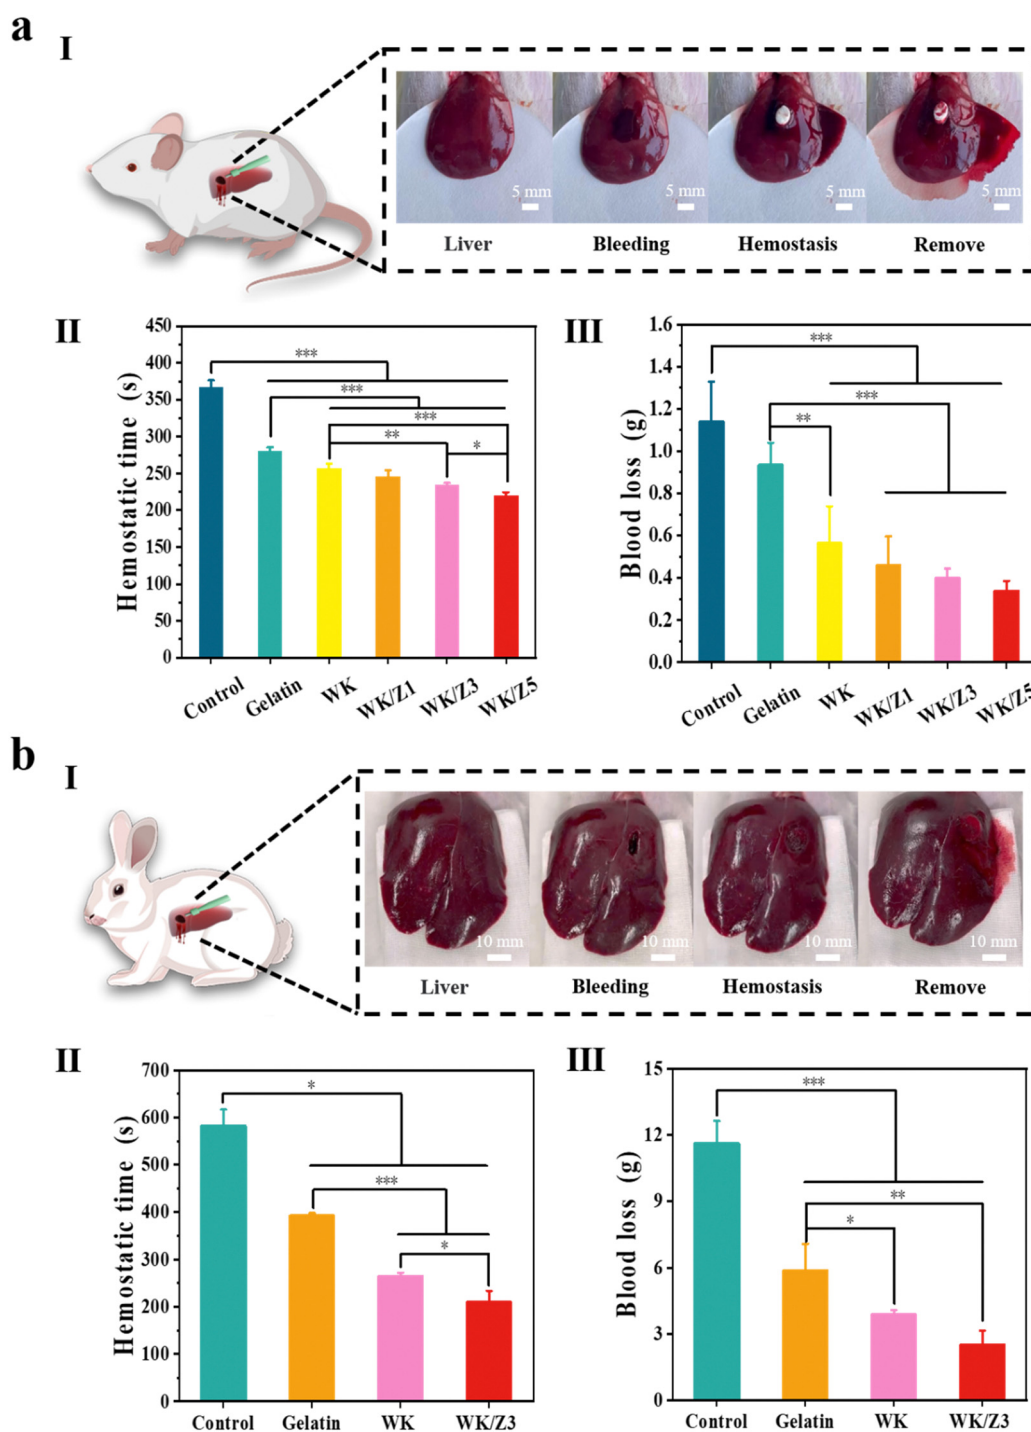 a
I
5 mm 5 mm 5 mm 5 mm
Liver Bleeding Hemostasis Remove
II
Hemostatic time (s)
450
400
350
300
250
200
150
100
50
0
***
***
***
**
*
Control Gelatin WK WK/Z1 WK/Z3 WK/Z5
III
Blood loss (g)
1.6
1.4
1.2
1.0
0.8
0.6
0.4
0.2
0.0
***
***
**
Control Gelatin WK WK/Z1 WK/Z3 WK/Z5
b
I
10 mm 10 mm 10 mm 10 mm
Liver Bleeding Hemostasis Remove
II
Hemostatic time (s)
700
600
500
400
300
200
100
0
*
***
*
Control Gelatin WK WK/Z3
III
Blood loss (g)
15
12
9
6
3
0
***
**
*
Control Gelatin WK WK/Z3